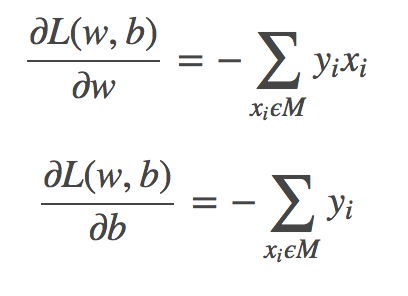 ∂L(w, b)/∂w = − ∑_{x_i ϵ M} y_i x_i
∂L(w, b)/∂b = − ∑_{x_i ϵ M} y_i